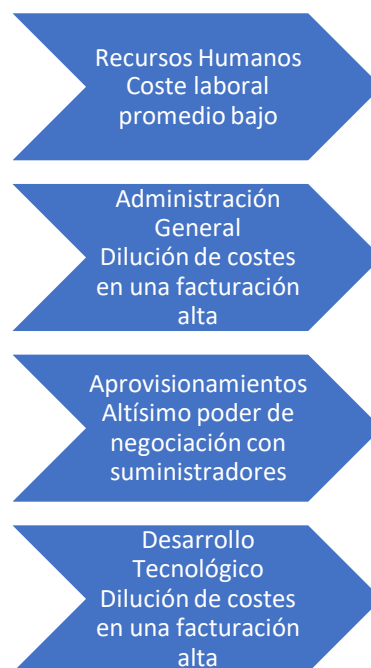 Recursos Humanos
Coste laboral
promedio bajo
Administración
General
Dilución de costes
en una facturación
alta
Aprovisionamientos
Altísimo poder de
negociación con
suministradores
Desarrollo
Tecnológico
Dilución de costes
en una facturación
alta